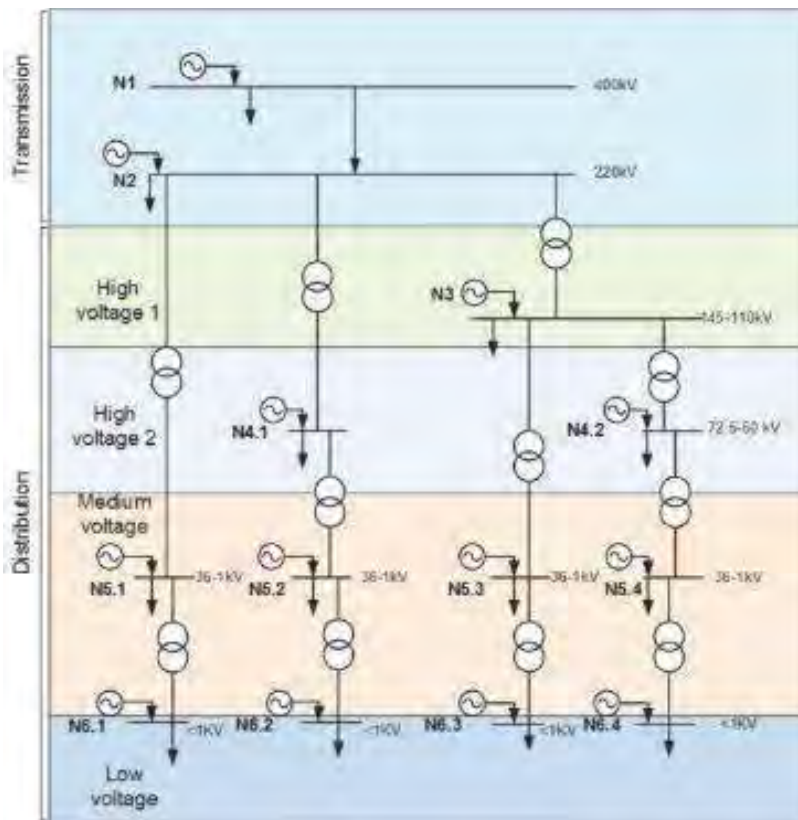 Transmission
N1
400kV
N2
220kV
High
voltage 1
N3
145-110kV
High
voltage 2
N4.1
N4.2
72.5-50 kV
Distribution
Medium
voltage
N5.1
36-1kV
N5.2
36-1kV
N5.3
36-1kV
N5.4
36-1kV
N6.1
<1KV
N6.2
<1KV
N6.3
<1KV
N6.4
<1KV
Low
voltage